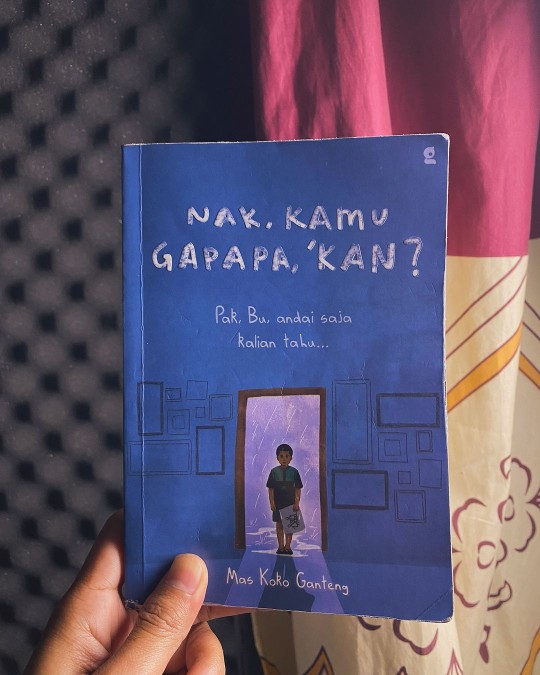 NAK, KAMU
GAPAPA, 'KAN?
Pak, Bu, andai saja
kalian tahu...
Mas Koko Ganteng